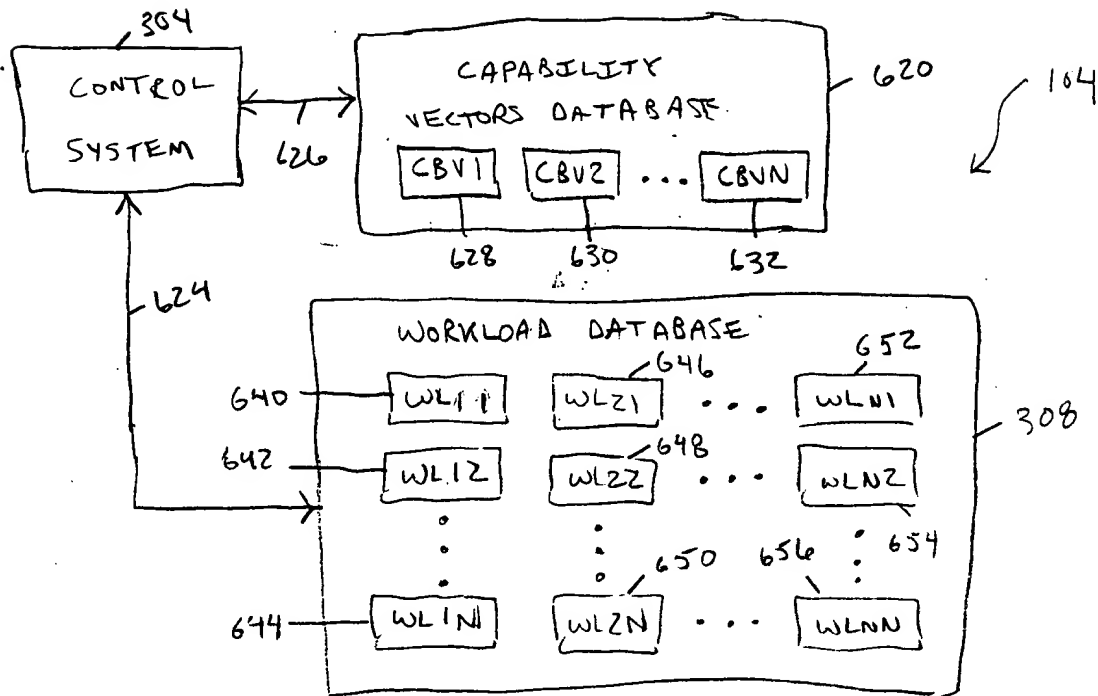 304
CONTROL
SYSTEM
626
CAPABILITY
VECTORS DATABASE
CBV1 CBV2 ... CBVN
628 630 632
620
104
624
WORKLOAD DATABASE
308
640 WL11 646 WL21 ... 652 WLN1
642 WL12 648 WL22 ... WLN2 654
644 WL1N 650 WL2N ... 656 WLNN